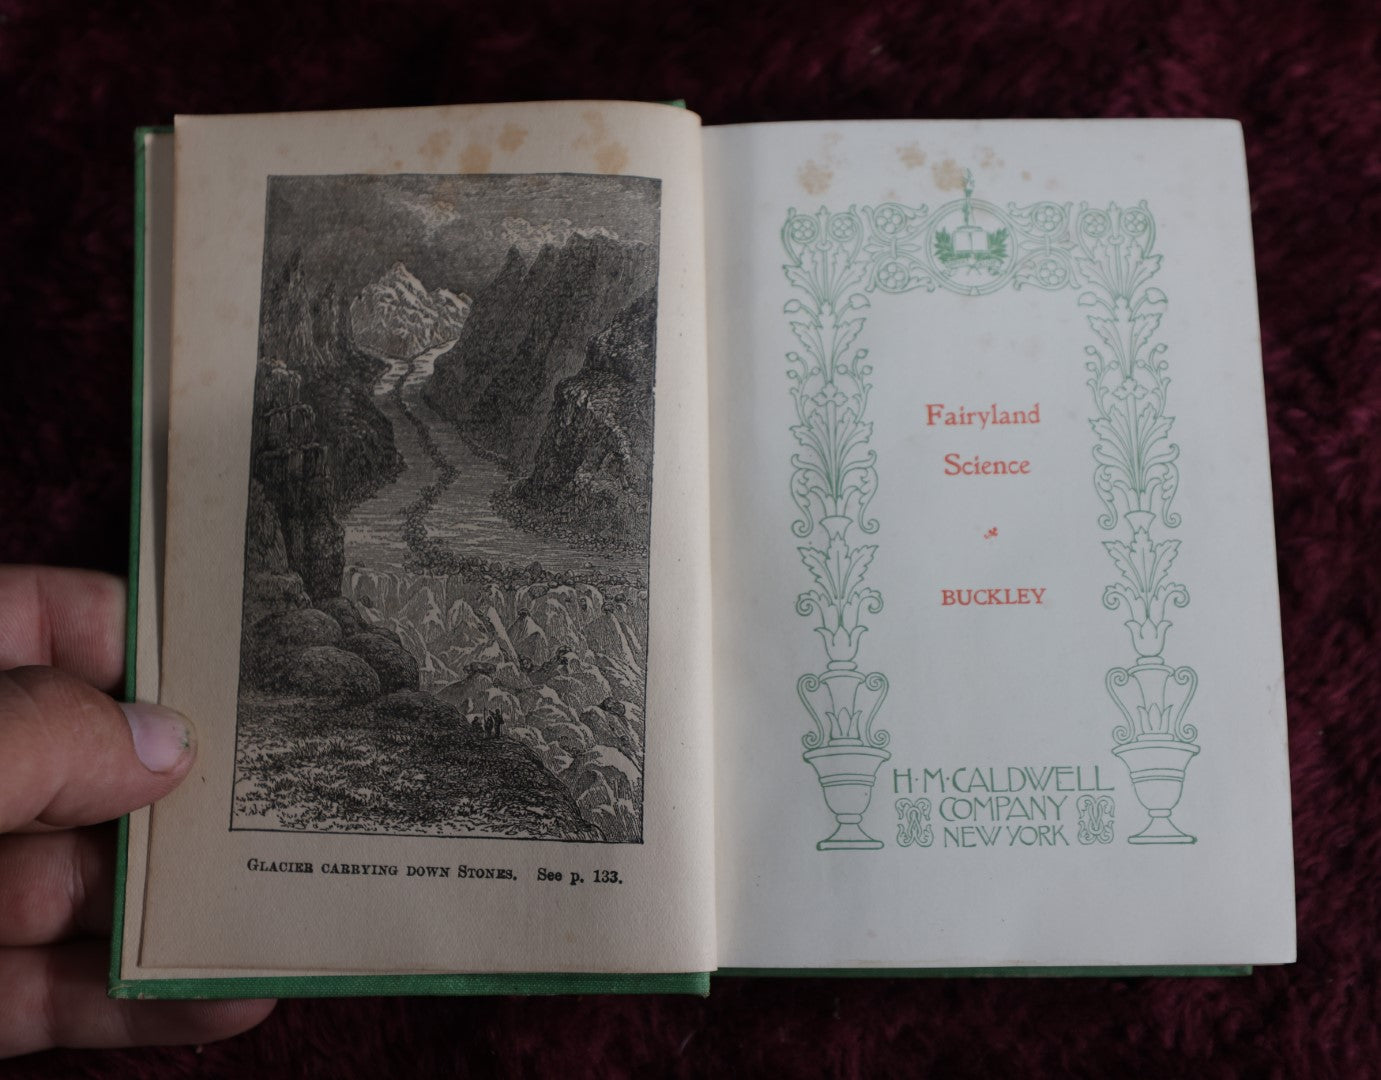 GLACIER CARRYING DOWN STONES. See p. 133.
Fairyland
Science
BUCKLEY
H·M·CALDWELL
COMPANY
NEW YORK